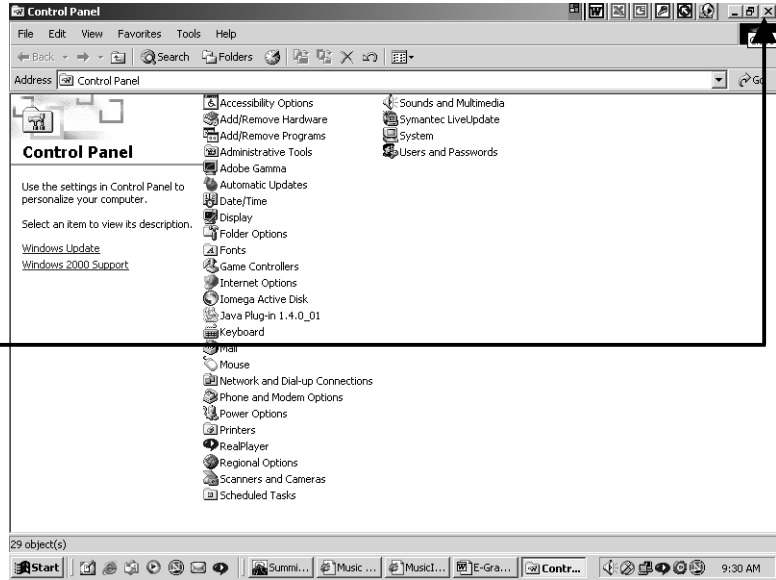 Control Panel
File Edit View Favorites Tools Help
Back Search Folders
Address Control Panel
Control Panel
Use the settings in Control Panel to
personalize your computer.
Select an item to view its description.
Windows Update
Windows 2000 Support
Accessibility Options
Add/Remove Hardware
Add/Remove Programs
Administrative Tools
Adobe Gamma
Automatic Updates
Date/Time
Display
Folder Options
Fonts
Game Controllers
Internet Options
Iomega Active Disk
Java Plug-in 1.4.0_01
Keyboard
Mail
Mouse
Network and Dial-up Connections
Phone and Modem Options
Power Options
Printers
RealPlayer
Regional Options
Scanners and Cameras
Scheduled Tasks
Sounds and Multimedia
Symantec LiveUpdate
System
Users and Passwords
29 object(s)
Start Summi... Music ... MusicI... E-Gra... Contr... 9:30 AM